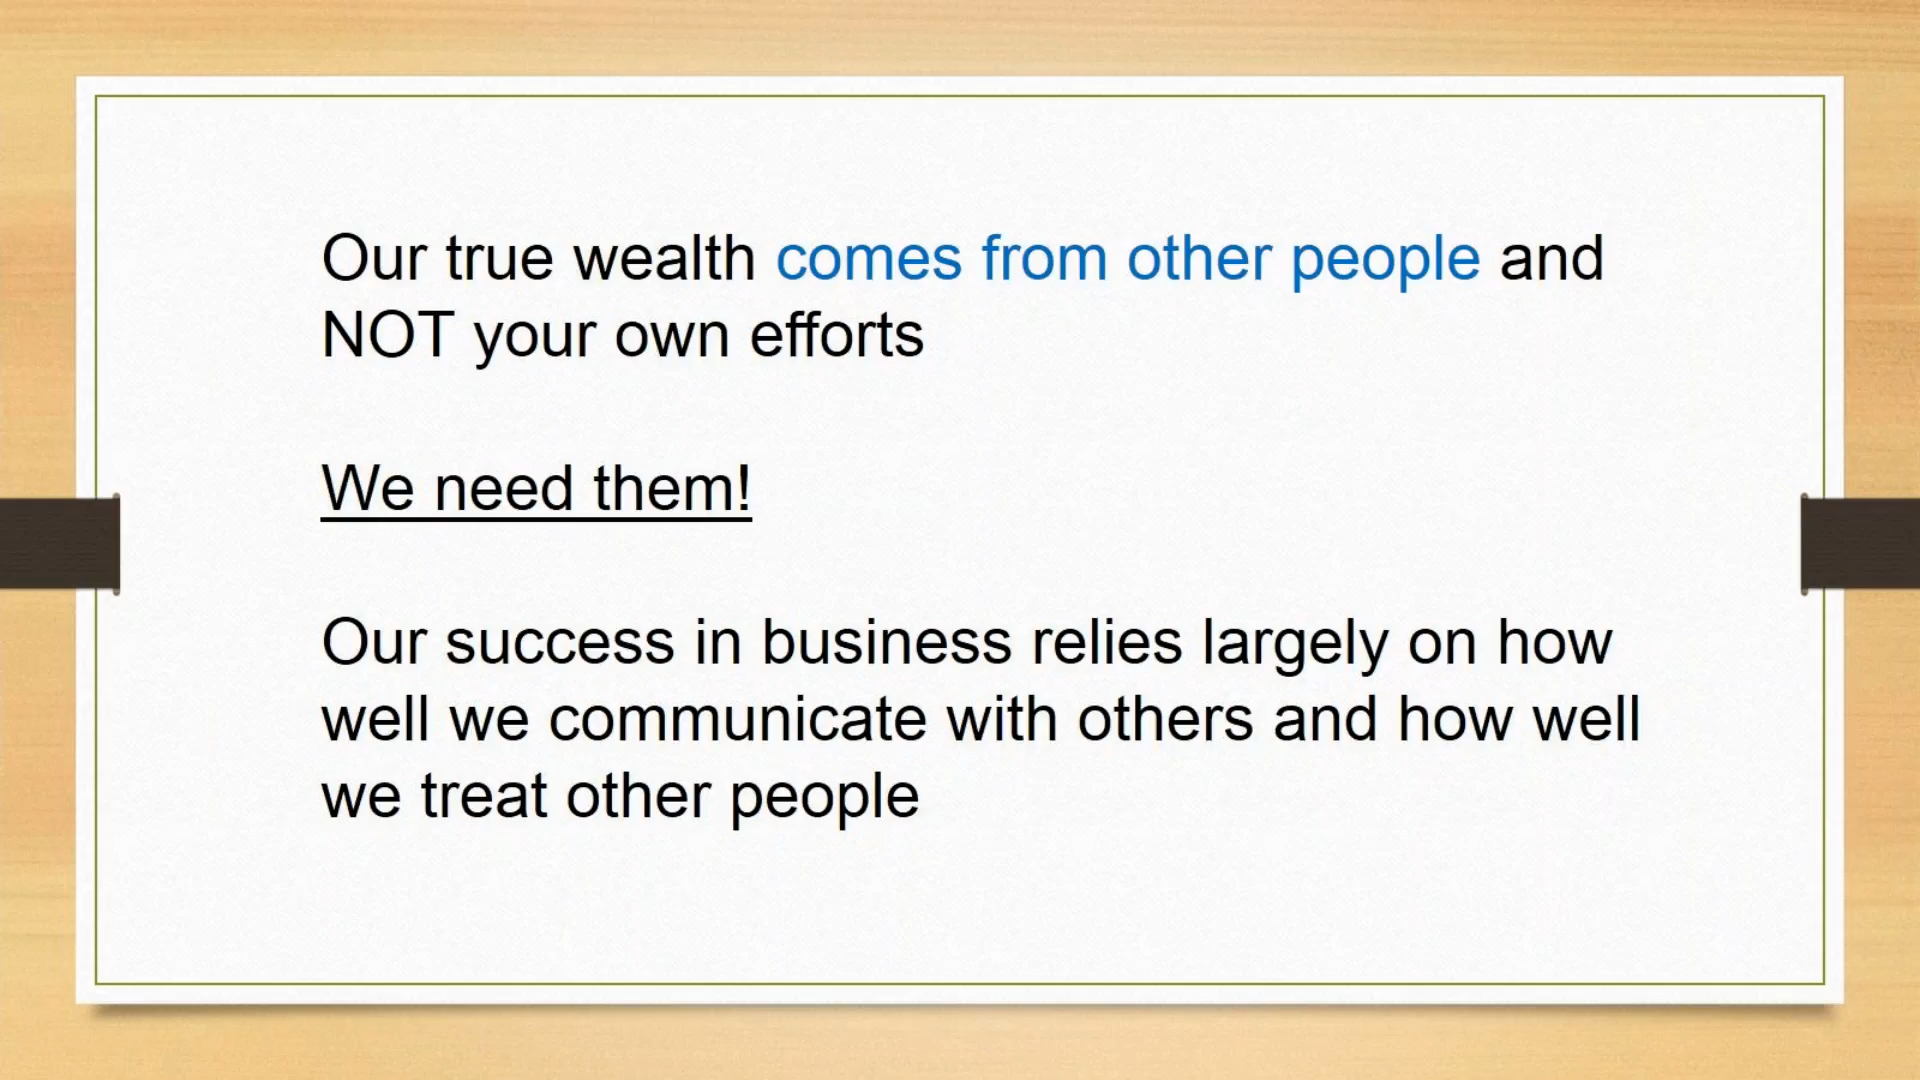 Our true wealth comes from other people and
NOT your own efforts
We need them!
Our success in business relies largely on how
well we communicate with others and how well
we treat other people